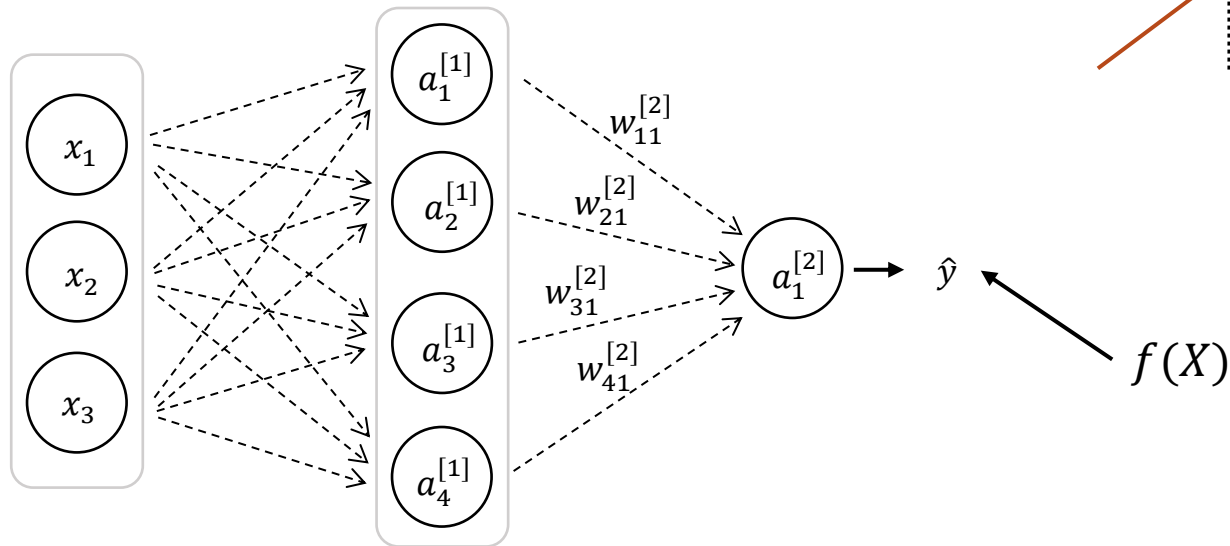 x₁
x₂
x₃
a₁^[1]
a₂^[1]
a₃^[1]
a₄^[1]
w₁₁^[2]
w₂₁^[2]
w₃₁^[2]
w₄₁^[2]
a₁^[2]
ŷ
f(X)